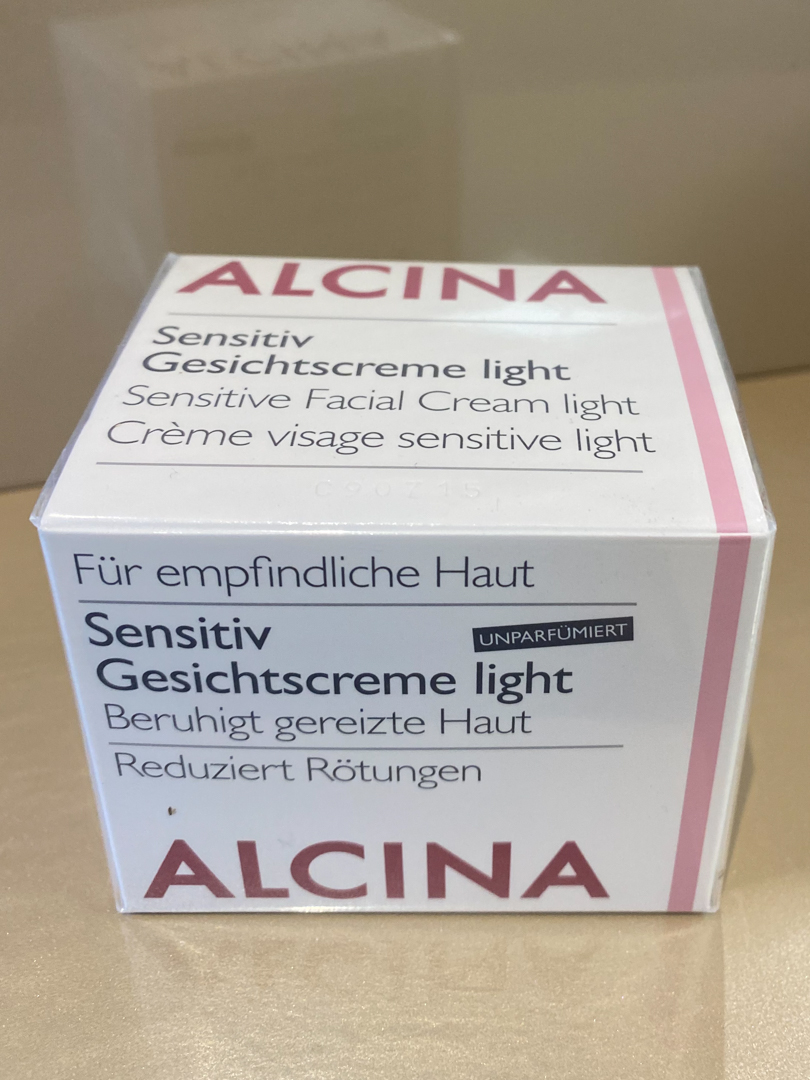 ALCINA
Sensitiv
Gesichtscreme light
Sensitive Facial Cream light
Crème visage sensitive light
Für empfindliche Haut
Sensitiv
UNPARFÜMIERT
Gesichtscreme light
Beruhigt gereizte Haut
Reduziert Rötungen
ALCINA